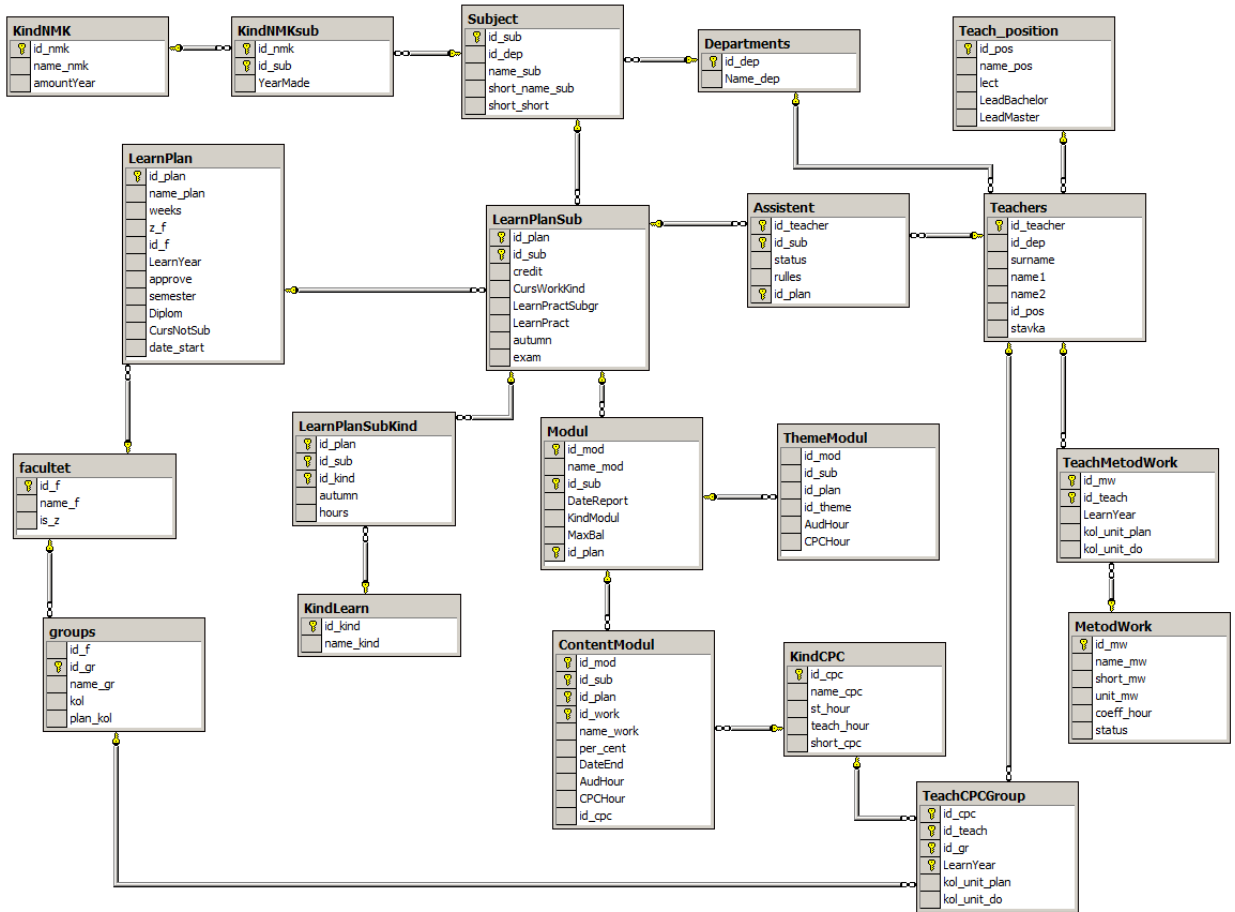 KindNMK
id_nmk
name_nmk
amountYear
KindNMKsub
id_nmk
id_sub
YearMade
Subject
id_sub
id_dep
name_sub
short_name_sub
short_short
Departments
id_dep
Name_dep
Teach_position
id_pos
name_pos
lect
LeadBachelor
LeadMaster
LearnPlan
id_plan
name_plan
weeks
z_f
id_f
LearnYear
approve
semester
Diplom
CursNotSub
date_start
LearnPlanSub
id_plan
id_sub
credit
CursWorkKind
LearnPractSubgr
LearnPract
autumn
exam
Assistent
id_teacher
id_sub
status
rulles
id_plan
Teachers
id_teacher
id_dep
surname
name1
name2
id_pos
stavka
facultet
id_f
name_f
is_z
LearnPlanSubKind
id_plan
id_sub
id_kind
autumn
hours
Modul
id_mod
name_mod
id_sub
DateReport
KindModul
MaxBal
id_plan
ThemeModul
id_mod
id_sub
id_plan
id_theme
AudHour
CPCHour
TeachMetodWork
id_mw
id_teach
LearnYear
kol_unit_plan
kol_unit_do
KindLearn
id_kind
name_kind
groups
id_f
id_gr
name_gr
kol
plan_kol
ContentModul
id_mod
id_sub
id_plan
id_work
name_work
per_cent
DateEnd
AudHour
CPCHour
id_cpc
KindCPC
id_cpc
name_cpc
st_hour
teach_hour
short_cpc
MetodWork
id_mw
name_mw
short_mw
unit_mw
coeff_hour
status
TeachCPCGroup
id_cpc
id_teach
id_gr
LearnYear
kol_unit_plan
kol_unit_do